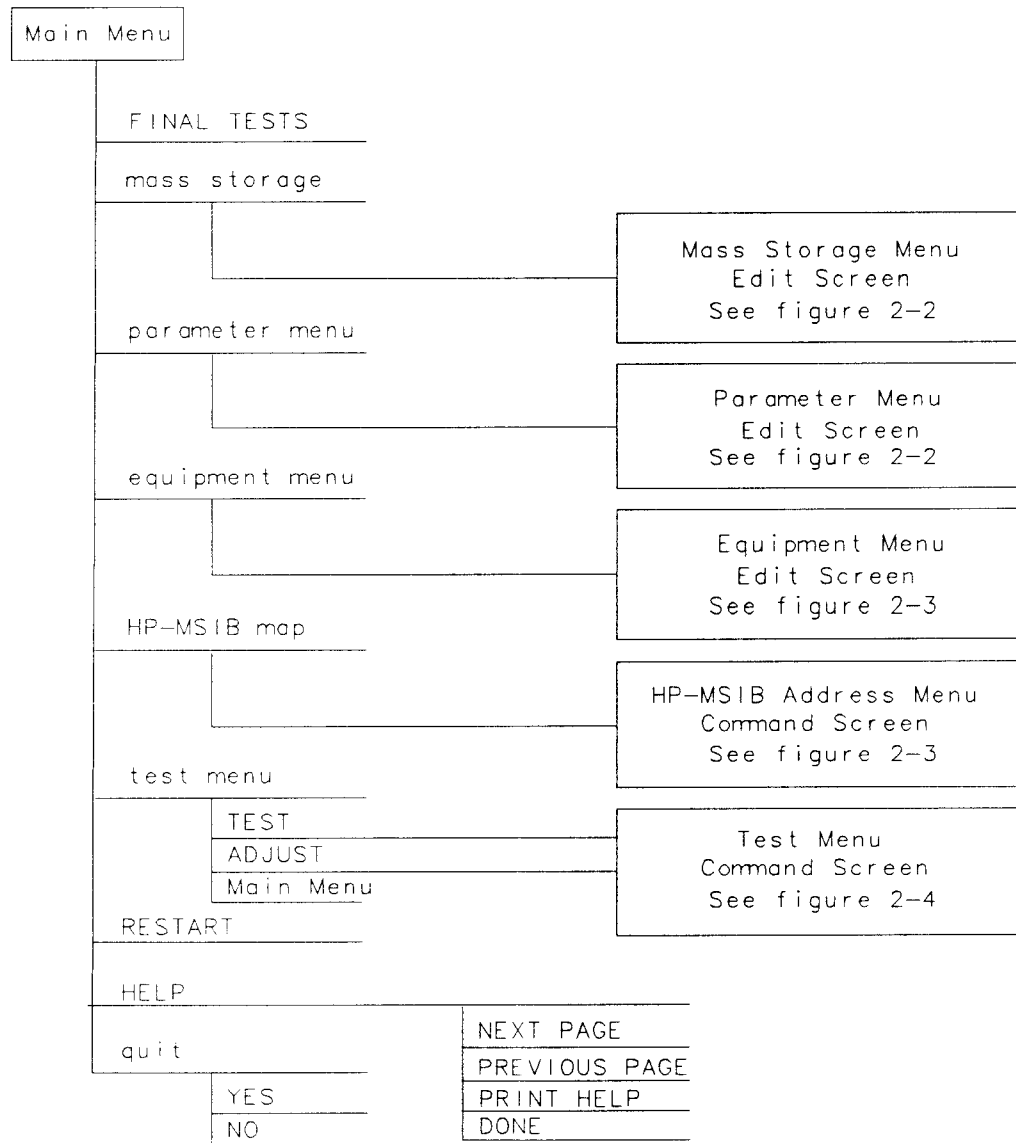 Main Menu
FINAL TESTS
mass storage
Mass Storage Menu
Edit Screen
See figure 2-2
parameter menu
Parameter Menu
Edit Screen
See figure 2-2
equipment menu
Equipment Menu
Edit Screen
See figure 2-3
HP-MSIB map
HP-MSIB Address Menu
Command Screen
See figure 2-3
test menu
TEST
ADJUST
Main Menu
Test Menu
Command Screen
See figure 2-4
RESTART
HELP
NEXT PAGE
PREVIOUS PAGE
PRINT HELP
DONE
quit
YES
NO